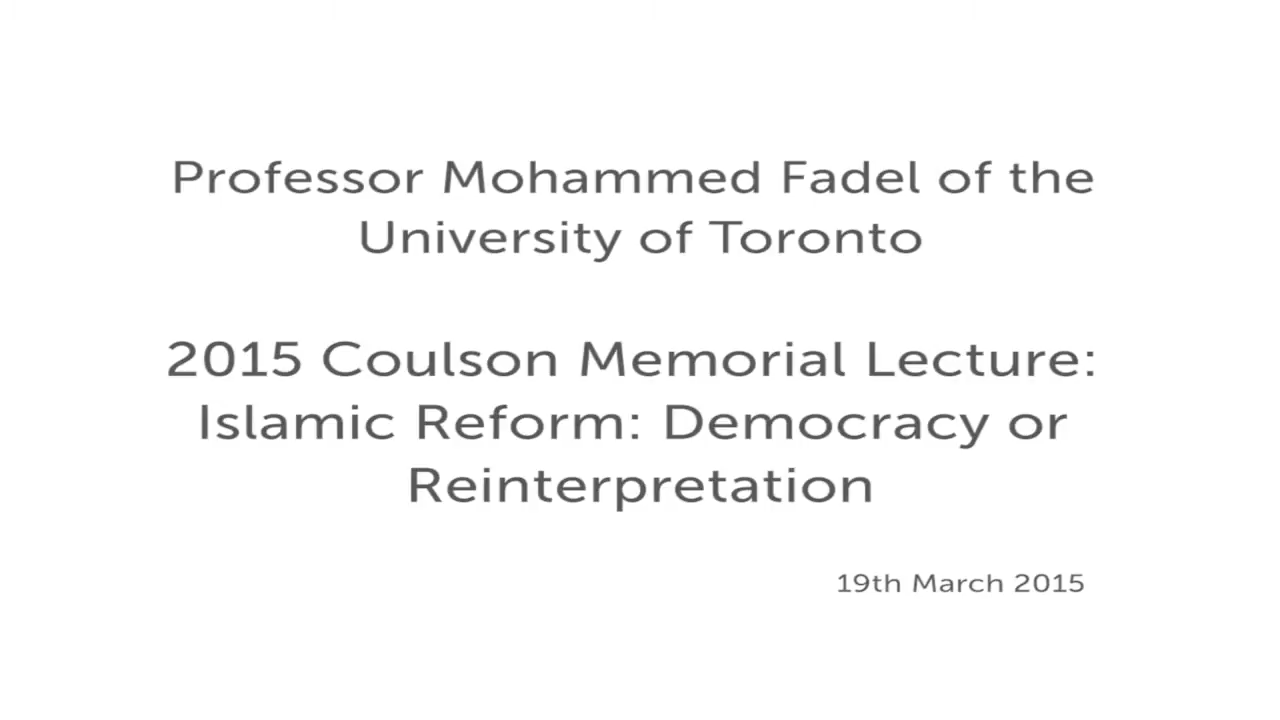 Professor Mohammed Fadel of the
University of Toronto
2015 Coulson Memorial Lecture:
Islamic Reform: Democracy or
Reinterpretation
19th March 2015